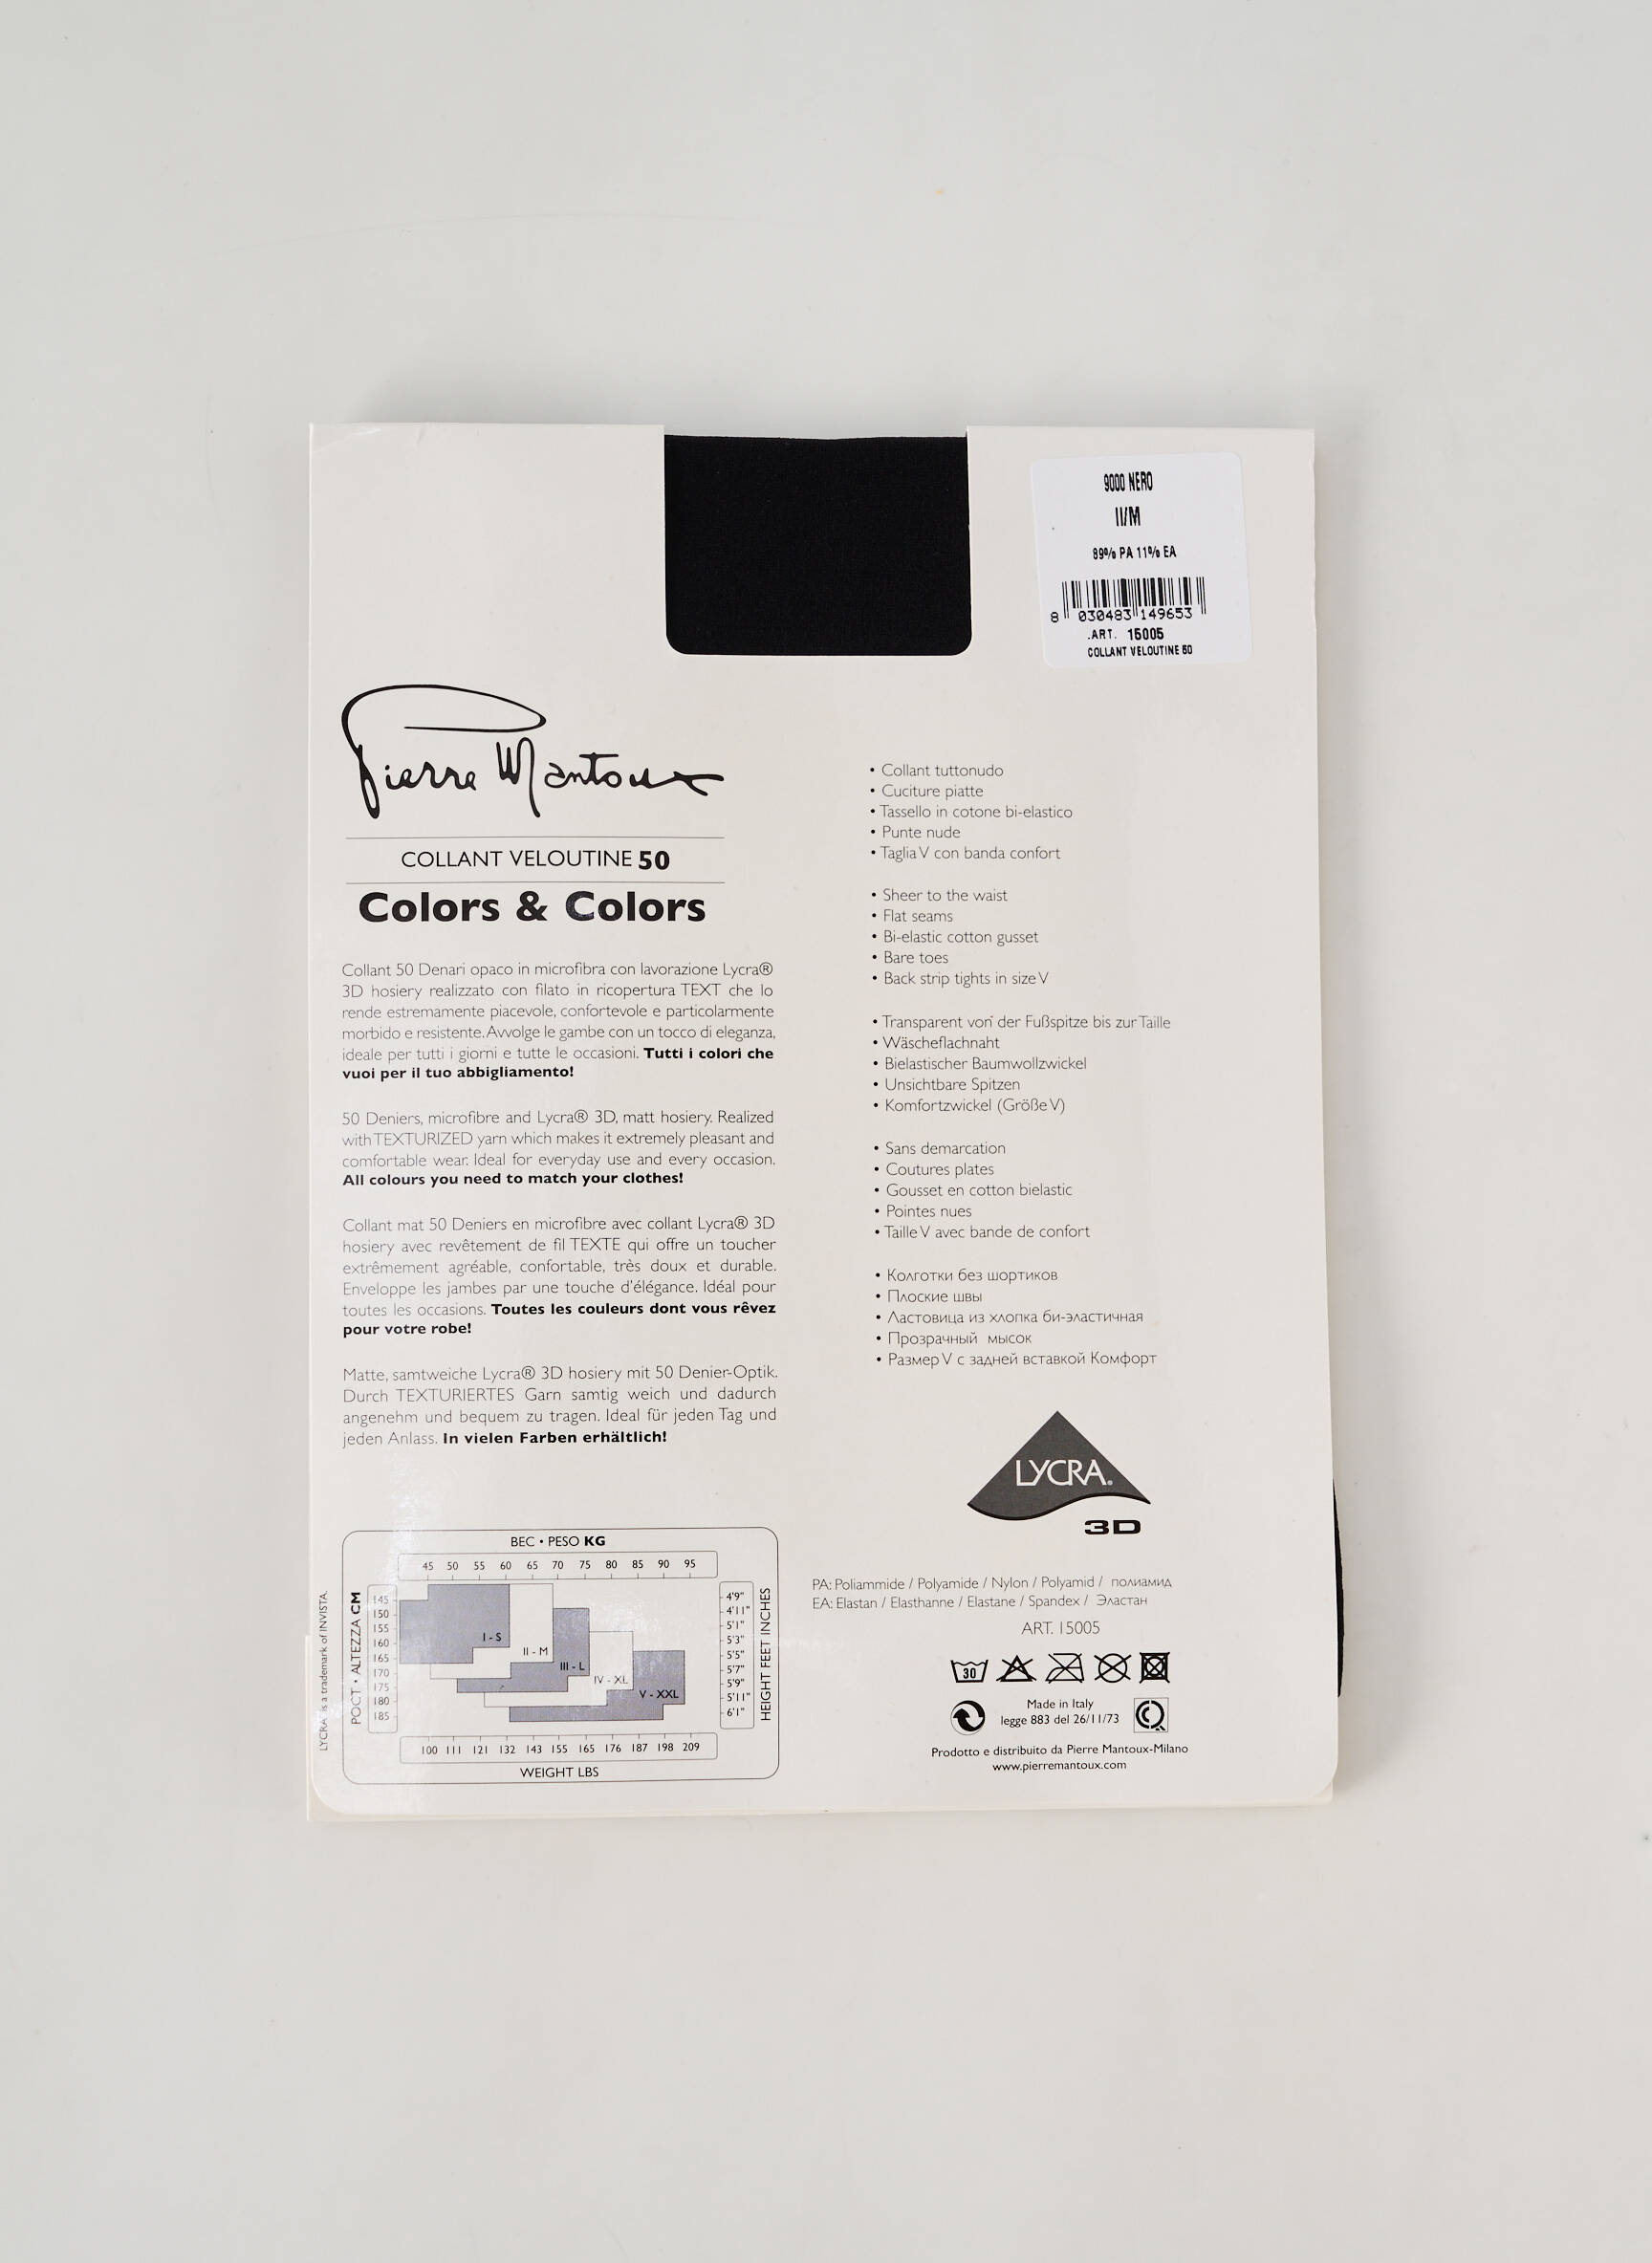 9000 NERO
II/M
89% PA 11% EA
8 030483 149653
.ART. 15005
COLLANT VELOUTINE 50
Pierre Mantoux
COLLANT VELOUTINE 50
Colors & Colors
Collant 50 Denari opaco in microfibra con lavorazione Lycra®
3D hosiery realizzato con filato in ricopertura TEXT che lo
rende estremamente piacevole, confortevole e particolarmente
morbido e resistente. Avvolge le gambe con un tocco di eleganza,
ideale per tutti i giorni e tutte le occasioni. Tutti i colori che
vuoi per il tuo abbigliamento!
50 Deniers, microfibre and Lycra® 3D, matt hosiery. Realized
with TEXTURIZED yarn which makes it extremely pleasant and
comfortable wear. Ideal for everyday use and every occasion.
All colours you need to match your clothes!
Collant mat 50 Deniers en microfibre avec collant Lycra® 3D
hosiery avec revêtement de fil TEXTE qui offre un toucher
extrêmement agréable, confortable, très doux et durable.
Enveloppe les jambes par une touche d'élégance. Idéal pour
toutes les occasions. Toutes les couleurs dont vous rêvez
pour votre robe!
Matte, samtweiche Lycra® 3D hosiery mit 50 Denier-Optik.
Durch TEXTURIERTES Garn samtig weich und dadurch
angenehm und bequem zu tragen. Ideal für jeden Tag und
jeden Anlass. In vielen Farben erhältlich!
• Collant tuttonudo
• Cuciture piatte
• Tassello in cotone bi-elastico
• Punte nude
• Taglia V con banda confort
• Sheer to the waist
• Flat seams
• Bi-elastic cotton gusset
• Bare toes
• Back strip tights in size V
• Transparent von' der Fußspitze bis zur Taille
• Wäscheflachnaht
• Bielastischer Baumwollzwickel
• Unsichtbare Spitzen
• Komfortzwickel (Größe V)
• Sans demarcation
• Coutures plates
• Gousset en cotton bielastic
• Pointes nues
• Taille V avec bande de confort
• Колготки без шортиков
• Плоские швы
• Ластовица из хлопка би-эластичная
• Прозрачный мысок
• Размер V с задней вставкой Комфорт
LYCRA®
3D
LYCRA is a trademark of INVISTA.
ВЕС • PESO KG
45 50 55 60 65 70 75 80 85 90 95
РОСТ • ALTEZZA CM
145
150
155
160
165
170
175
180
185
I - S
II - M
III - L
IV - XL
V - XXL
4'9"
4'11"
5'1"
5'3"
5'5"
5'7"
5'9"
5'11"
6'1"
HEIGHT FEET INCHES
100 111 121 132 143 155 165 176 187 198 209
WEIGHT LBS
PA: Poliammide / Polyamide / Nylon / Polyamid / полиамид
EA: Elastan / Elasthanne / Elastane / Spandex / Эластан
ART. 15005
30
Made in Italy
legge 883 del 26/11/73
Prodotto e distribuito da Pierre Mantoux-Milano
www.pierremantoux.com